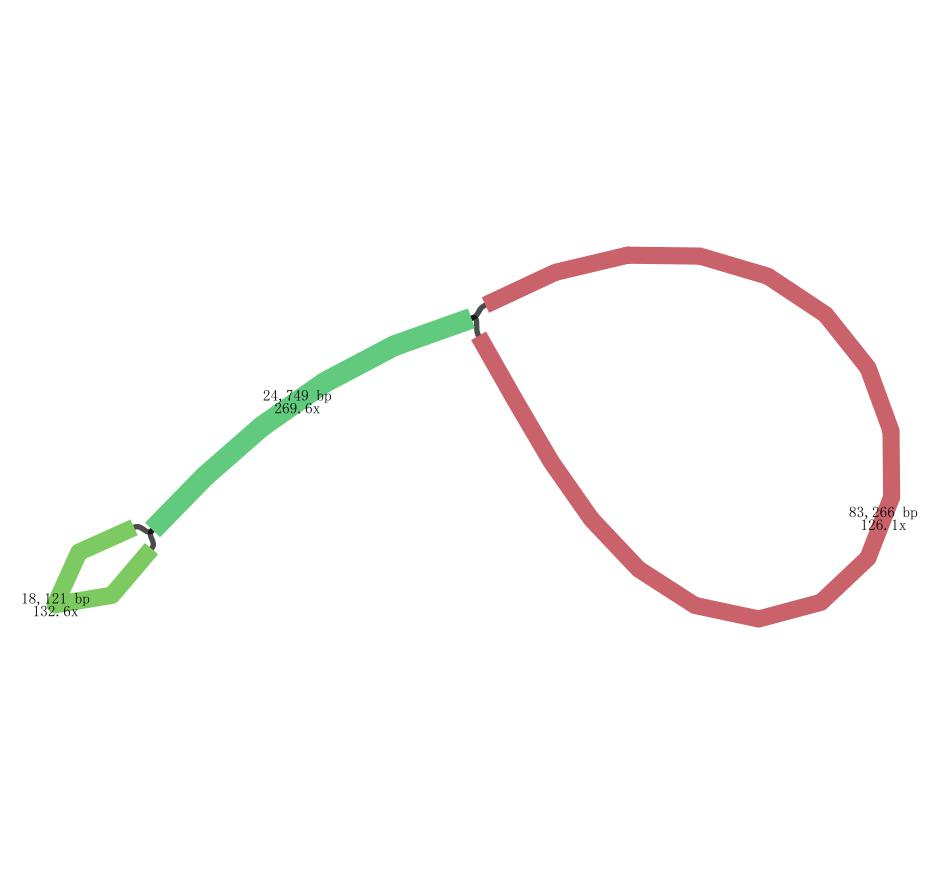 24,749 bp
269.6x
83,266 bp
126.1x
18,121 bp
132.6x